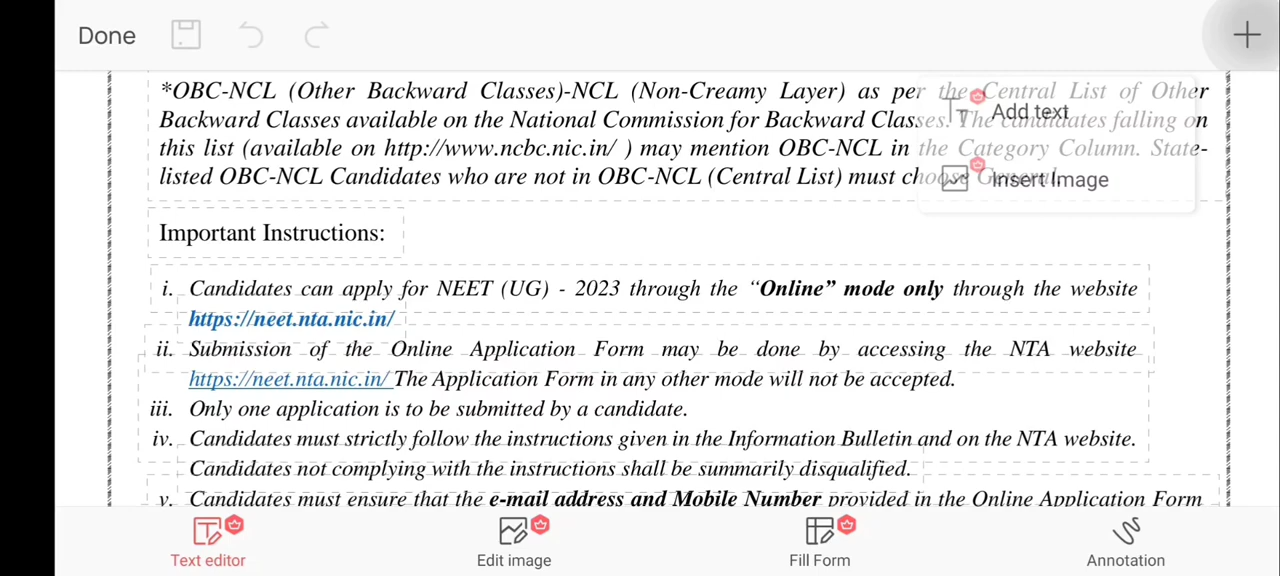 Done
*OBC-NCL (Other Backward Classes)-NCL (Non-Creamy Layer) as per the Central List of Other
Backward Classes available on the National Commission for Backward Classes. The candidates falling on
this list (available on http://www.ncbc.nic.in/ ) may mention OBC-NCL in the Category Column. State-
listed OBC-NCL Candidates who are not in OBC-NCL (Central List) must choose General.
Add text
Insert Image
Important Instructions:
i. Candidates can apply for NEET (UG) - 2023 through the “Online” mode only through the website
https://neet.nta.nic.in/
ii. Submission of the Online Application Form may be done by accessing the NTA website
https://neet.nta.nic.in/ The Application Form in any other mode will not be accepted.
iii. Only one application is to be submitted by a candidate.
iv. Candidates must strictly follow the instructions given in the Information Bulletin and on the NTA website.
Candidates not complying with the instructions shall be summarily disqualified.
v. Candidates must ensure that the e-mail address and Mobile Number provided in the Online Application Form
Text editor
Edit image
Fill Form
Annotation